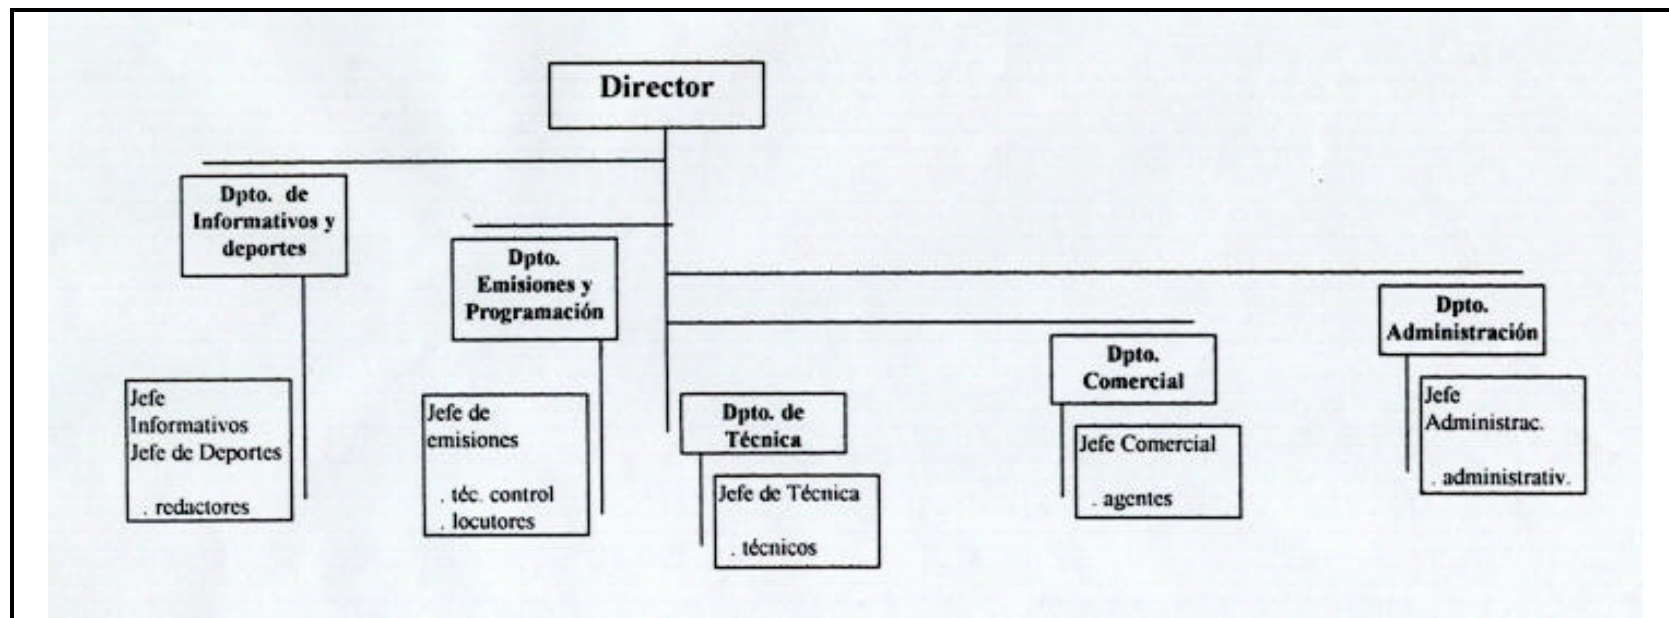 Director
Dpto. de
Informativos y
deportes
Jefe
Informativos
Jefe de Deportes
. redactores
Dpto.
Emisiones y
Programación
Jefe de
emisiones
. téc. control
. locutores
Dpto. de
Técnica
Jefe de Técnica
. técnicos
Dpto.
Comercial
Jefe Comercial
. agentes
Dpto.
Administración
Jefe
Administrac.
. administrativ.